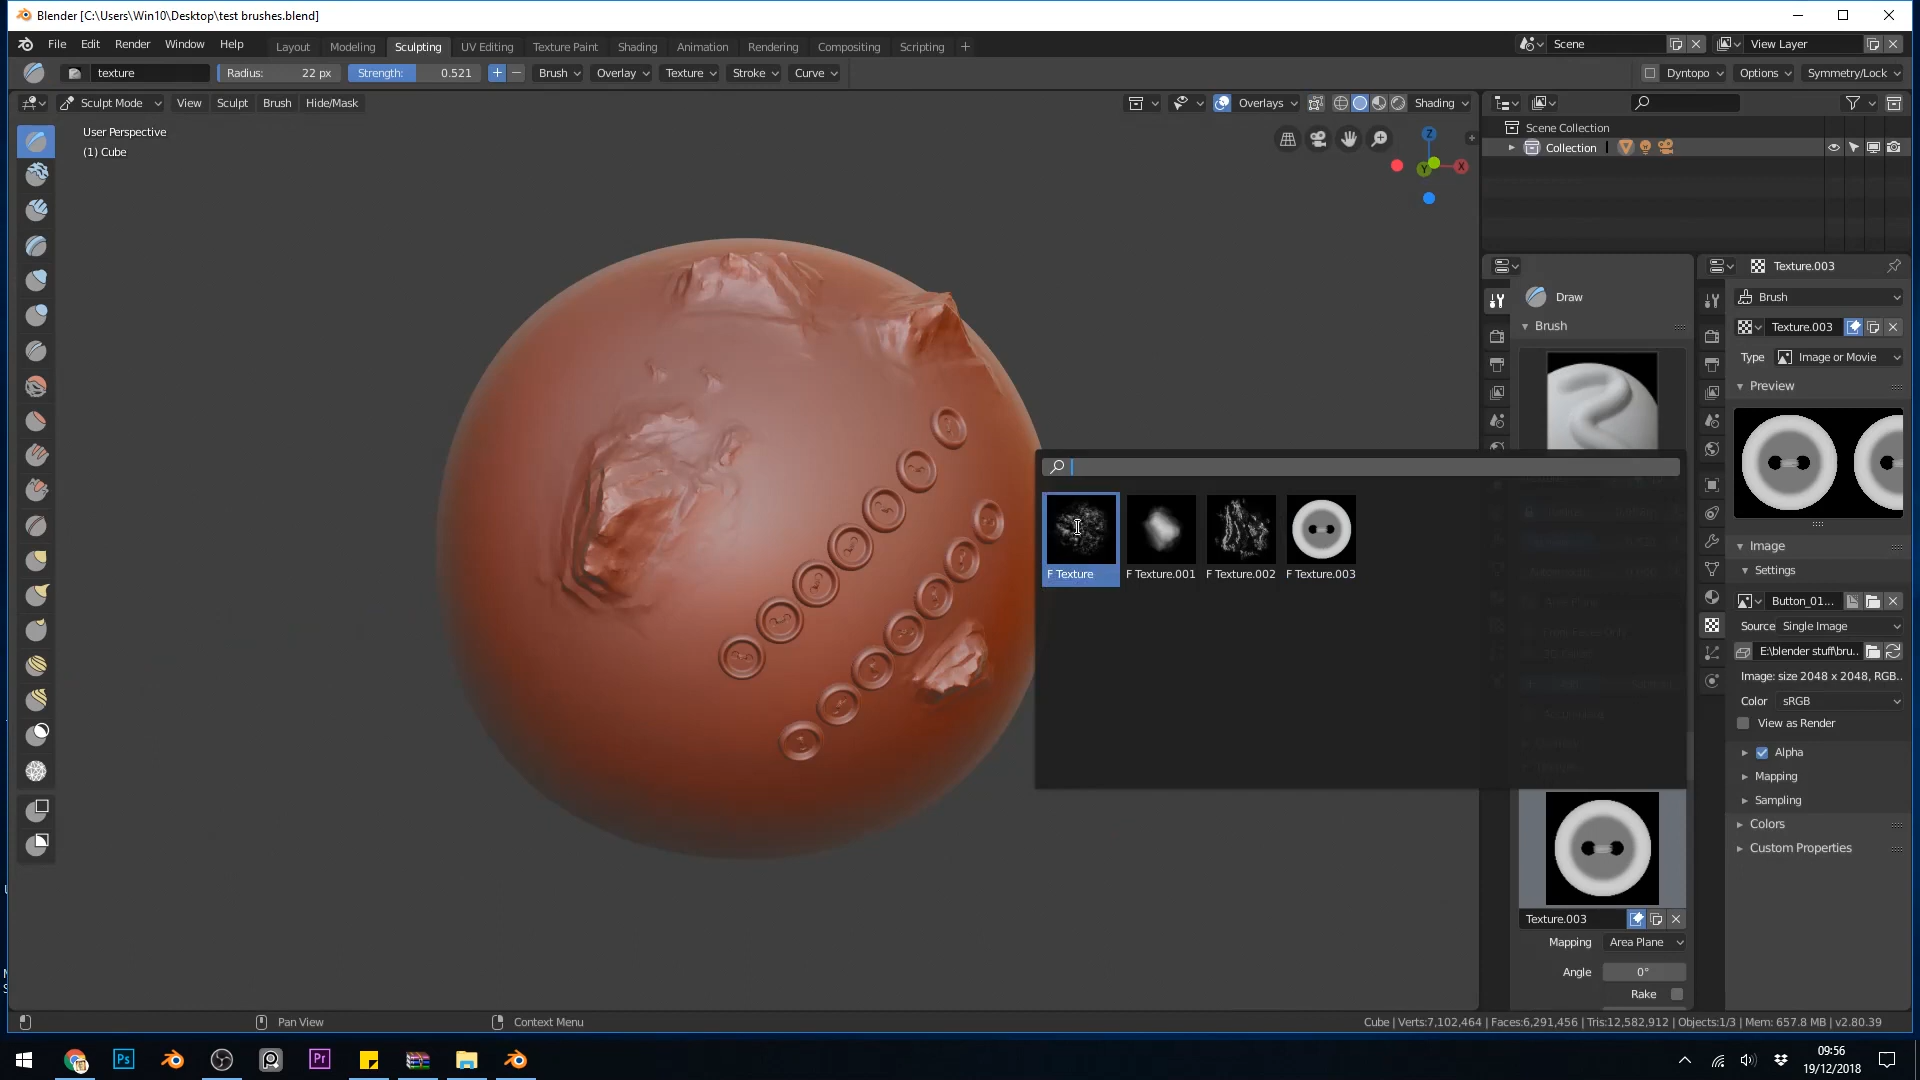 Blender [C:\Users\Win10\Desktop\test brushes.blend]
File Edit Render Window Help
Layout Modeling Sculpting UV Editing Texture Paint Shading Animation Rendering Compositing Scripting +
Scene
View Layer
texture
Radius: 22 px
Strength: 0.521
Brush Overlay Texture Stroke Curve
Dyntopo Options Symmetry/Lock
Sculpt Mode View Sculpt Brush Hide/Mask
Overlays
Shading
User Perspective
(1) Cube
Z
X
Y
Scene Collection
Collection
Draw
Brush
F Texture
F Texture.001
F Texture.002
F Texture.003
Texture.003
Mapping Area Plane
Angle 0°
Rake
Texture.003
Brush
Texture.003
Type Image or Movie
Preview
Image
Settings
Button_01...
Source Single Image
E:\blender stuff\bru..
Image: size 2048 x 2048, RGB..
Color sRGB
View as Render
Alpha
Mapping
Sampling
Colors
Custom Properties
Pan View
Context Menu
Cube | Verts:7,102,464 | Faces:6,291,456 | Tris:12,582,912 | Objects:1/3 | Mem: 657.8 MB | v2.80.39
Ps
Pr
09:56
19/12/2018